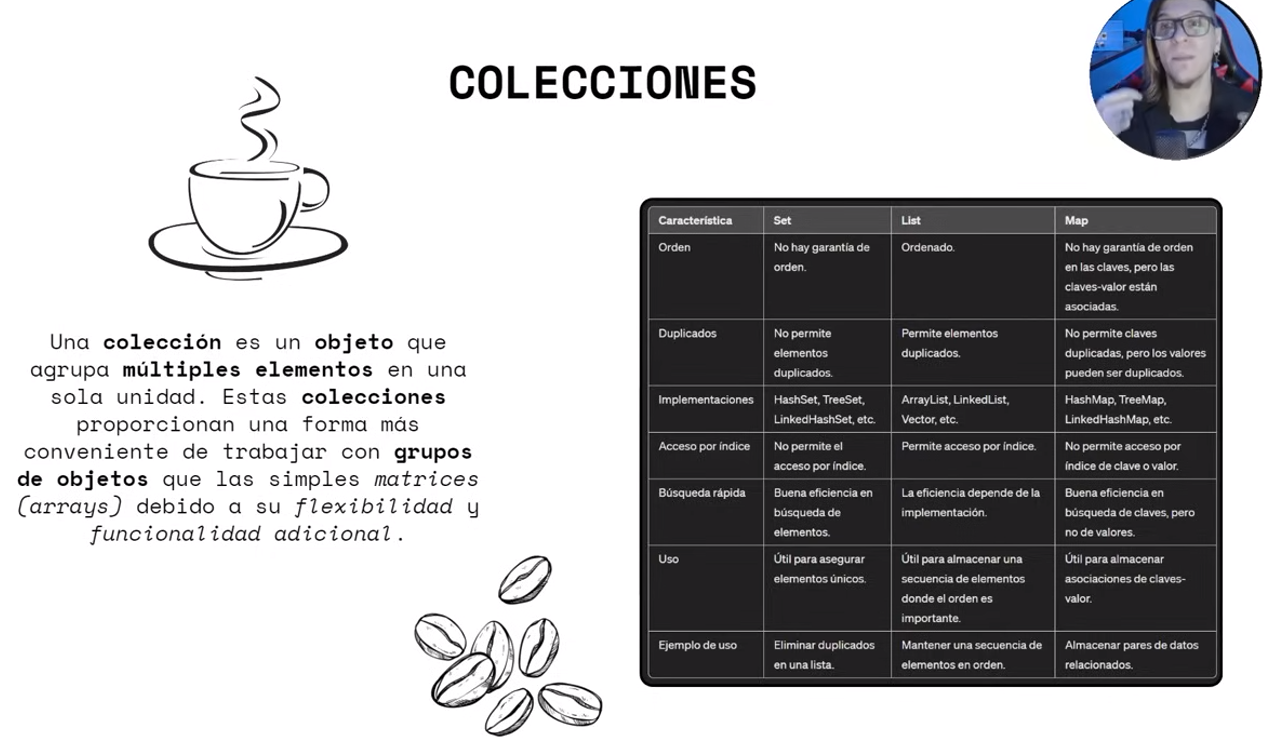 COLECCIONES
Una colección es un objeto que
agrupa múltiples elementos en una
sola unidad. Estas colecciones
proporcionan una forma más
conveniente de trabajar con grupos
de objetos que las simples matrices
(arrays) debido a su flexibilidad y
funcionalidad adicional.
Característica Set List Map
Orden
No hay garantía de
orden.
Ordenado.
No hay garantía de orden
en las claves, pero las
claves-valor están
asociadas.
Duplicados
No permite
elementos
duplicados.
Permite elementos
duplicados.
No permite claves
duplicadas, pero los valores
pueden ser duplicados.
Implementaciones
HashSet, TreeSet,
LinkedHashSet, etc.
ArrayList, LinkedList,
Vector, etc.
HashMap, TreeMap,
LinkedHashMap, etc.
Acceso por índice
No permite el
acceso por índice.
Permite acceso por índice.
No permite acceso por
índice de clave o valor.
Búsqueda rápida
Buena eficiencia en
búsqueda de
elementos.
La eficiencia depende de la
implementación.
Buena eficiencia en
búsqueda de claves, pero
no de valores.
Uso
Útil para asegurar
elementos únicos.
Útil para almacenar una
secuencia de elementos
donde el orden es
importante.
Útil para almacenar
asociaciones de claves-
valor.
Ejemplo de uso
Eliminar duplicados
en una lista.
Mantener una secuencia de
elementos en orden.
Almacenar pares de datos
relacionados.